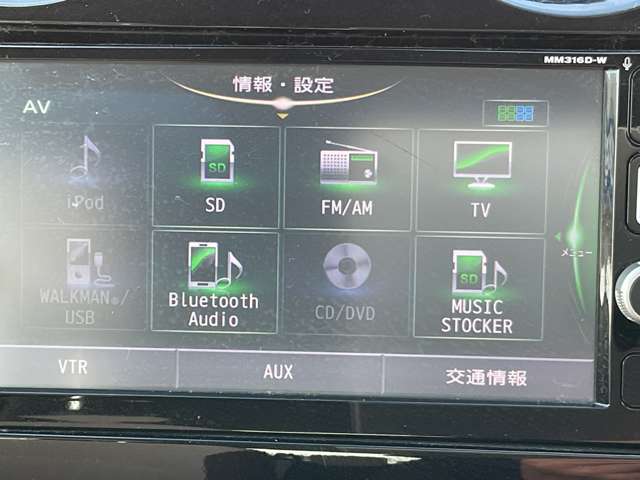 MM316D-W
情報・設定
AV
iPod
SD
SD
FM/AM
TV
メニュー
WALKMAN®/
USB
Bluetooth
Audio
CD/DVD
SD
MUSIC
STOCKER
VTR
AUX
交通情報